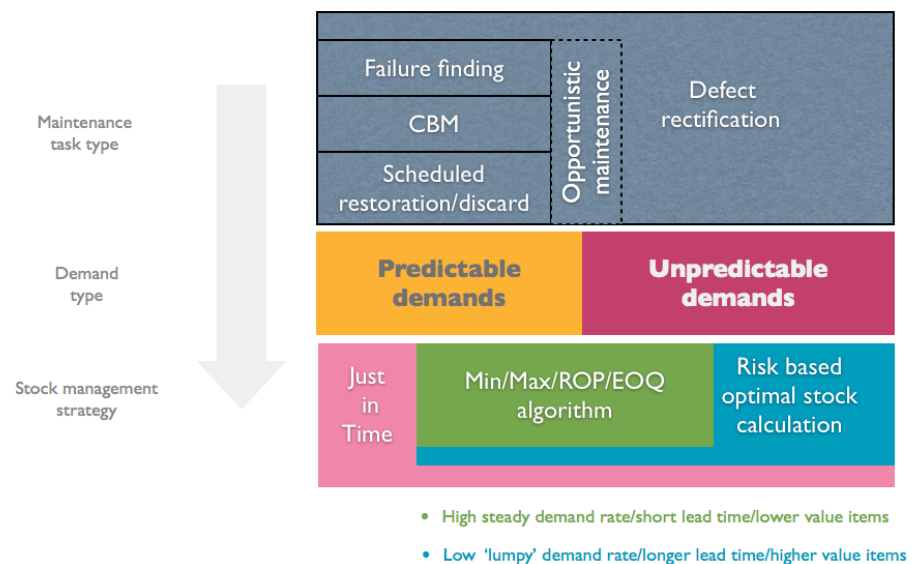 Maintenance
task type
Failure finding
CBM
Scheduled
restoration/discard
Opportunistic
maintenance
Defect
rectification
Demand
type
Predictable
demands
Unpredictable
demands
Stock management
strategy
Just
in
Time
Min/Max/ROP/EOQ
algorithm
Risk based
optimal stock
calculation
• High steady demand rate/short lead time/lower value items
• Low ‘lumpy’ demand rate/longer lead time/higher value items